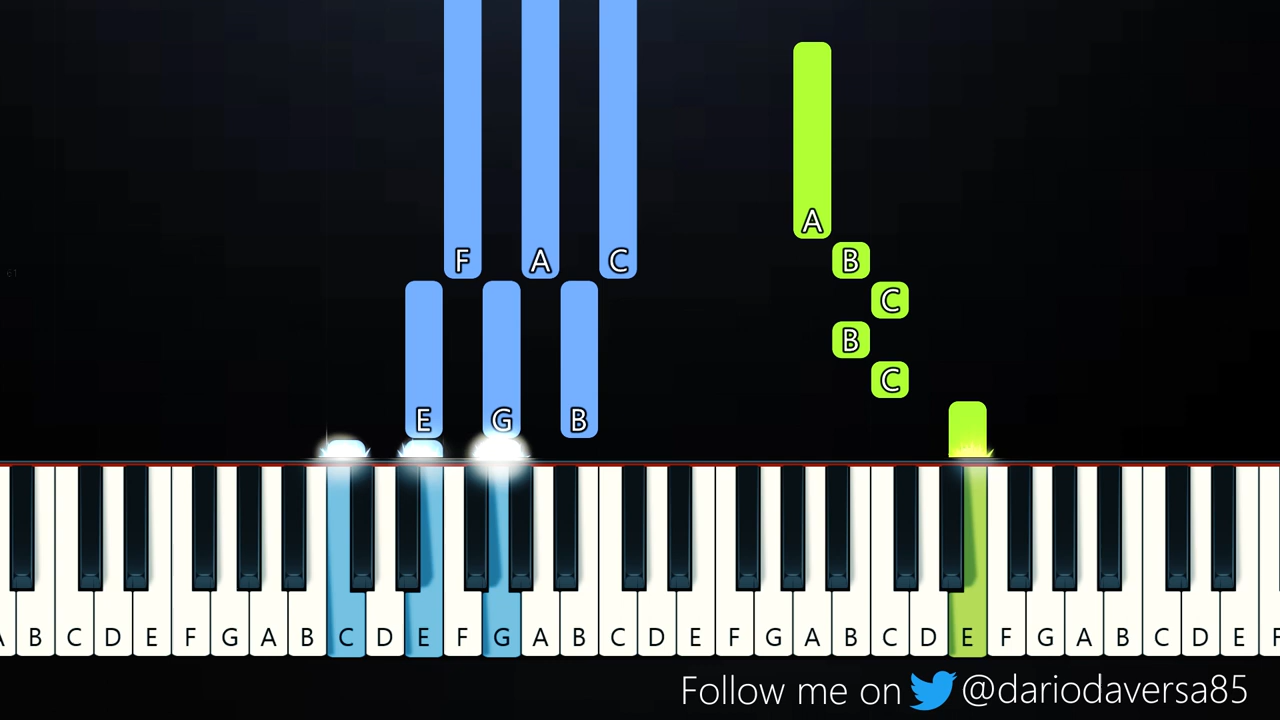 A
F A C B
C
B
C
E G B
A B C D E F G A B C D E F G A B C D E F G A B C D E F G A B C D E F
Follow me on @dariodaversa85